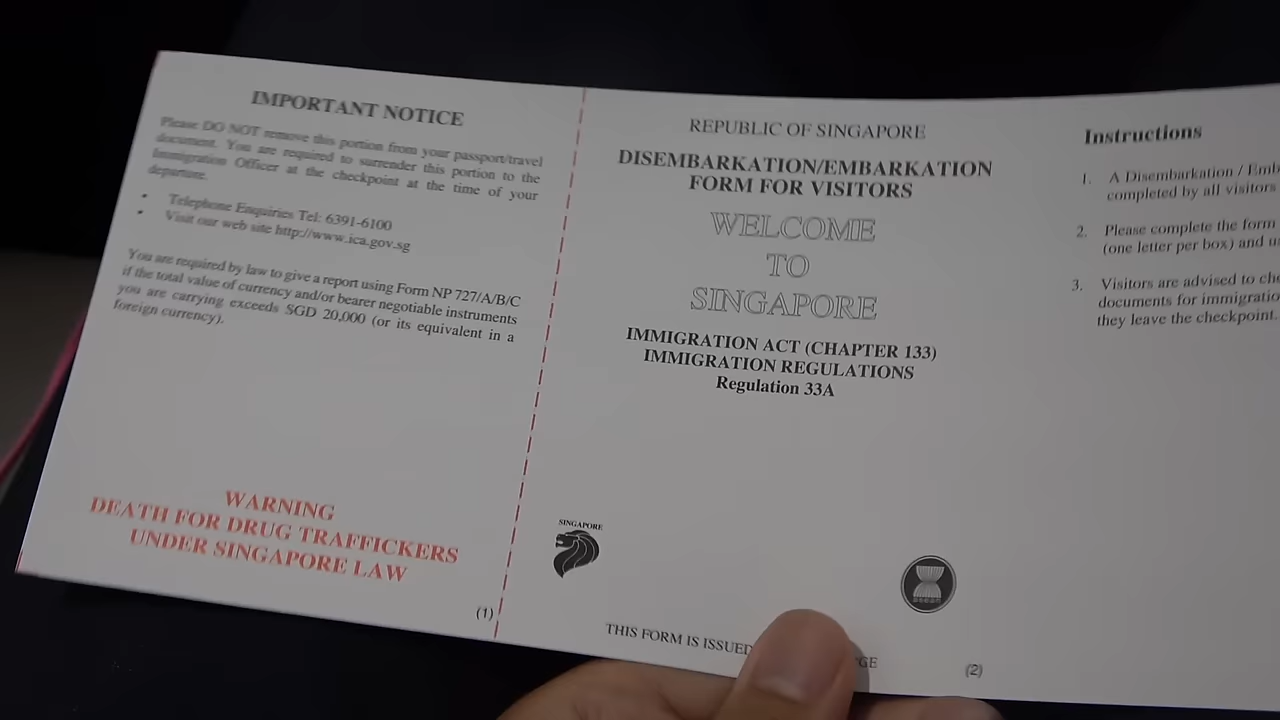 IMPORTANT NOTICE
Please DO NOT remove this portion from your passport/travel
document. You are required to surrender this portion to the
Immigration Officer at the checkpoint at the time of your
departure.
• Telephone Enquiries Tel: 6391-6100
• Visit our web site http://www.ica.gov.sg
You are required by law to give a report using Form NP 727/A/B/C
if the total value of currency and/or bearer negotiable instruments
you are carrying exceeds SGD 20,000 (or its equivalent in a
foreign currency).
WARNING
DEATH FOR DRUG TRAFFICKERS
UNDER SINGAPORE LAW
(1)
REPUBLIC OF SINGAPORE
DISEMBARKATION/EMBARKATION
FORM FOR VISITORS
WELCOME
TO
SINGAPORE
IMMIGRATION ACT (CHAPTER 133)
IMMIGRATION REGULATIONS
Regulation 33A
SINGAPORE
asean
THIS FORM IS ISSUED GE
(2)
Instructions
1. A Disembarkation / Emb
completed by all visitors
2. Please complete the form
(one letter per box) and u
3. Visitors are advised to che
documents for immigratio
they leave the checkpoint.